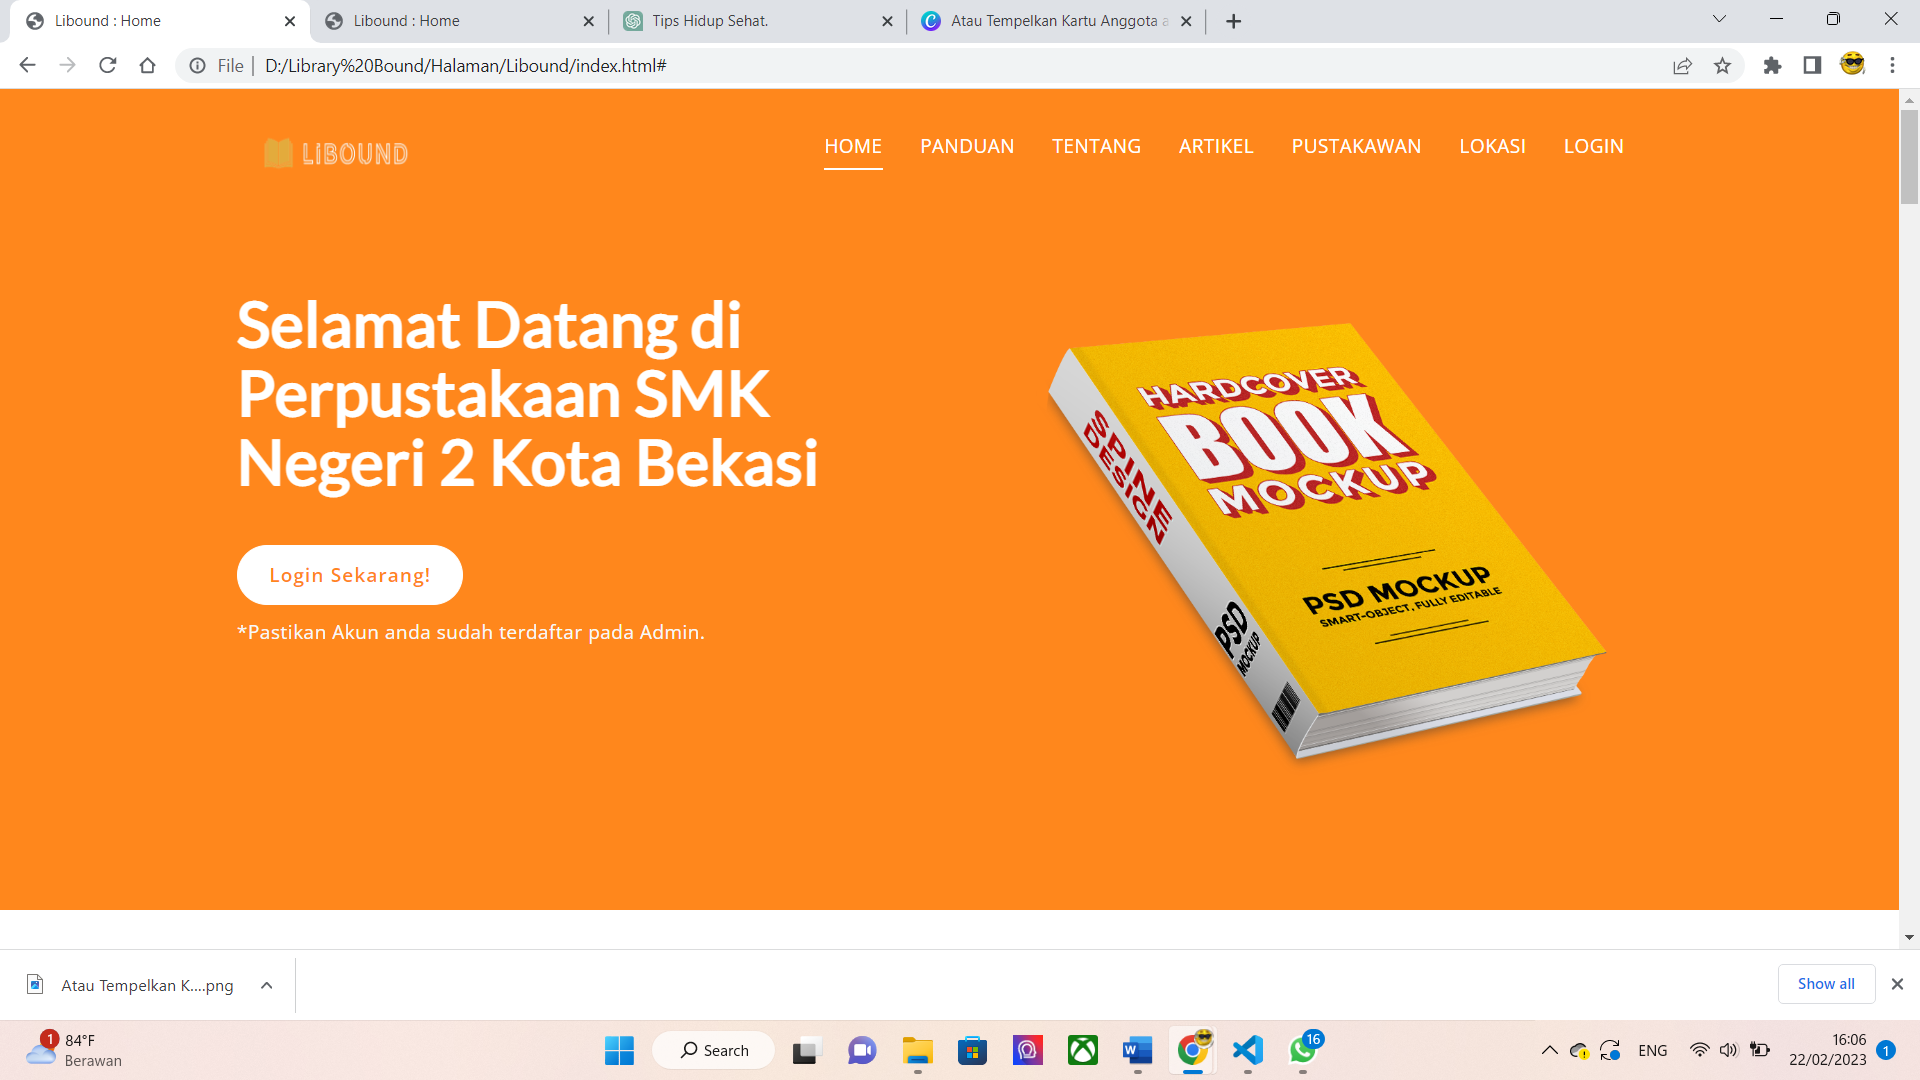 Libound : Home
Libound : Home
Tips Hidup Sehat.
Atau Tempelkan Kartu Anggota a
File
D:/Library%20Bound/Halaman/Libound/index.html#
LiBOUND
HOME
PANDUAN
TENTANG
ARTIKEL
PUSTAKAWAN
LOKASI
LOGIN
Selamat Datang di
Perpustakaan SMK
Negeri 2 Kota Bekasi
Login Sekarang!
*Pastikan Akun anda sudah terdaftar pada Admin.
HARDCOVER
BOOK
MOCKUP
PSD MOCKUP
SMART-OBJECT, FULLY EDITABLE
SPINE
DESIGN
PSD
MOCKUP
Atau Tempelkan K....png
Show all
1
84°F
Berawan
Search
W
16
ENG
16:06
22/02/2023
1